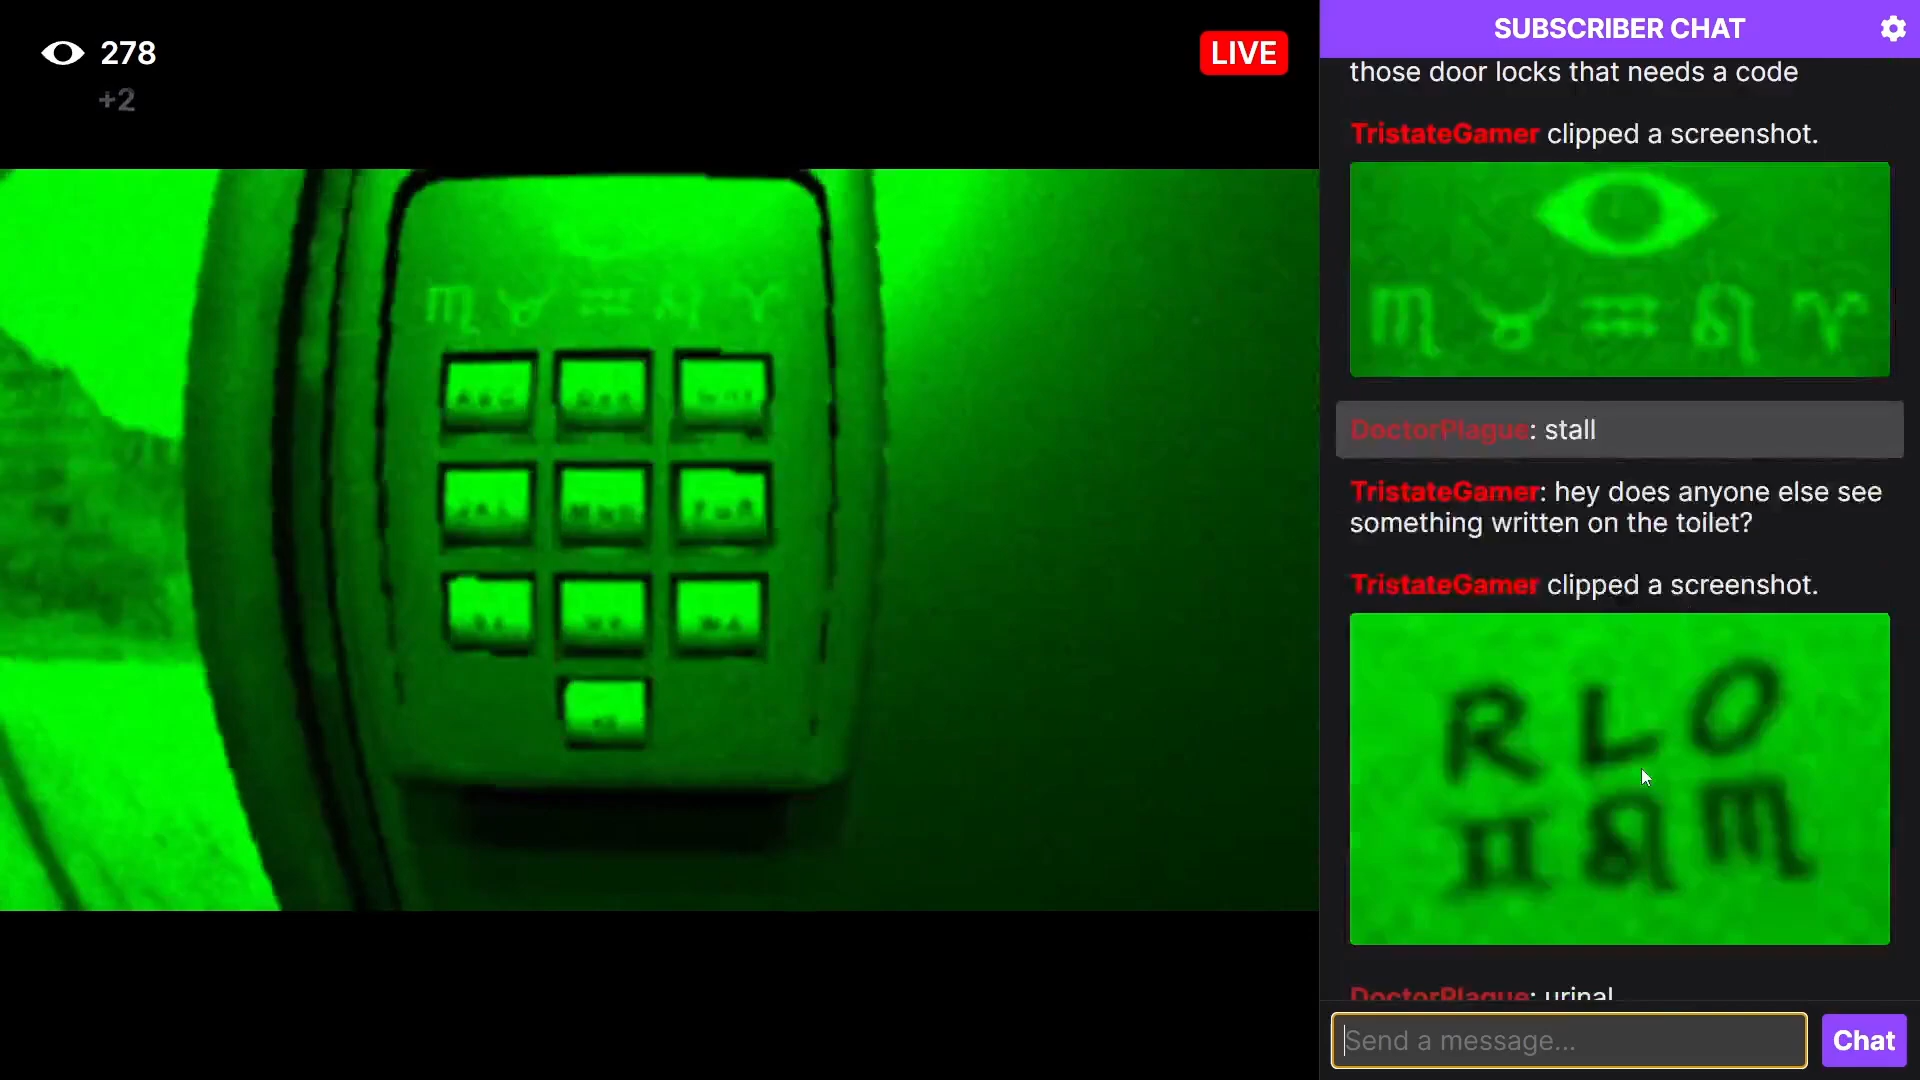 278
+2
LIVE
SUBSCRIBER CHAT
those door locks that needs a code
TristateGamer clipped a screenshot.
♏ ♉ ♒ ♌ ♈
DoctorPlague: stall
TristateGamer: hey does anyone else see
something written on the toilet?
TristateGamer clipped a screenshot.
R L O
♊ ♌ ♏
DoctorPlague: urinal
Send a message...
Chat
♏ ♉ ♒ ♌ ♈